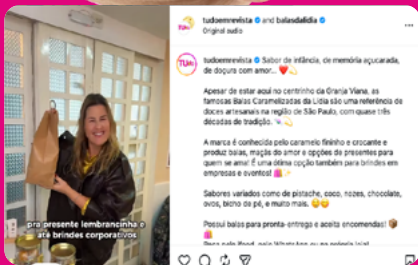 tudoemrevista and balasdalidia
Original audio
tudoemrevista Sabor de infância, de memória açucarada,
de doçura com amor...
Apesar de estar aqui no centrinho da Granja Viana, as
famosas Balas Caramelizadas da Lidia são uma referência de
doces artesanais na região de São Paulo, com quase três
décadas de tradição.
A marca é conhecida pelo caramelo fininho e crocante e
produz balas, maçãs do amor e opções de presentes para
quem se ama! É uma ótima opção também para brindes em
empresas e eventos!
Sabores variados como de pistache, coco, nozes, chocolate,
ovos, bicho de pé, e muito mais.
Possui balas para pronta-entrega e aceita encomendas!
pra presente lembrancinha e
até brindes corporativos